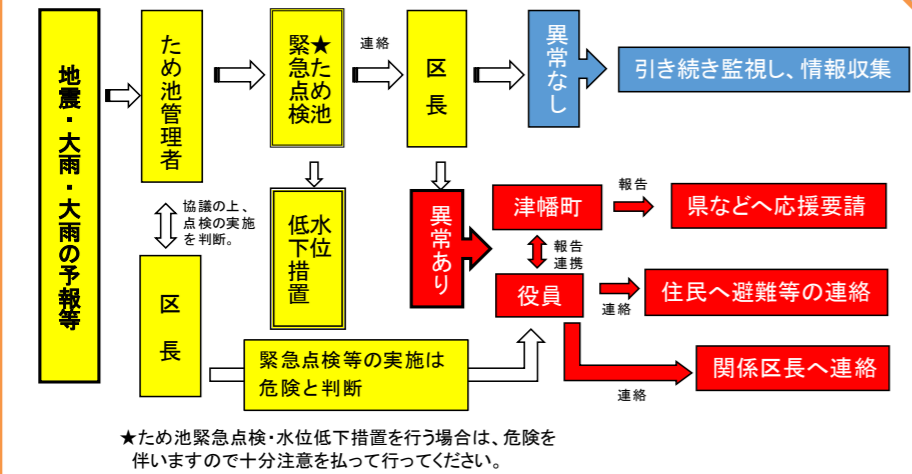 地震・大雨・大雨の予報等
ため池管理者
★ため池
緊急点検
連絡
区長
異常なし
引き続き監視し、情報収集
協議の上、
点検の実施
を判断。
水位
低下措置
異常あり
津幡町
報告
県などへ応援要請
報告
連携
区長
役員
連絡
住民へ避難等の連絡
緊急点検等の実施は
危険と判断
関係区長へ連絡
連絡
★ため池緊急点検・水位低下措置を行う場合は、危険を
伴いますので十分注意を払って行ってください。